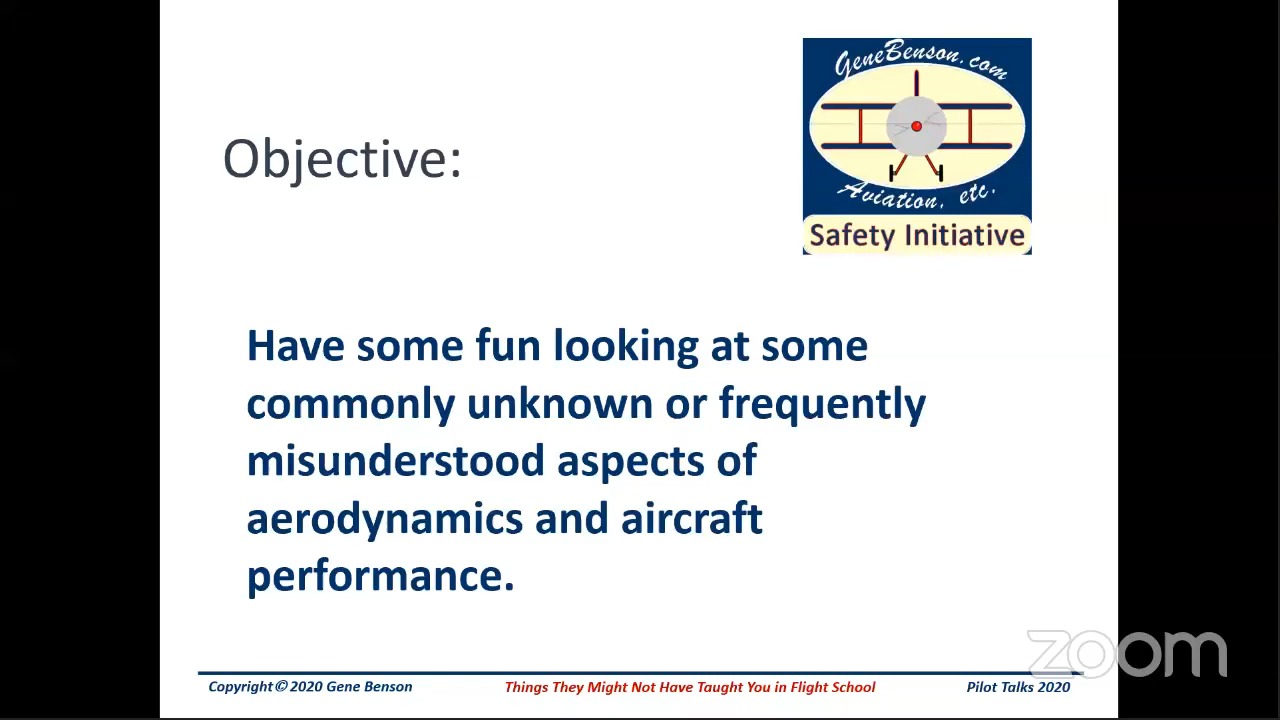 GeneBenson.com
Aviation, etc.
Safety Initiative
Objective:
Have some fun looking at some
commonly unknown or frequently
misunderstood aspects of
aerodynamics and aircraft
performance.
zoom
Copyright © 2020 Gene Benson
Things They Might Not Have Taught You in Flight School
Pilot Talks 2020